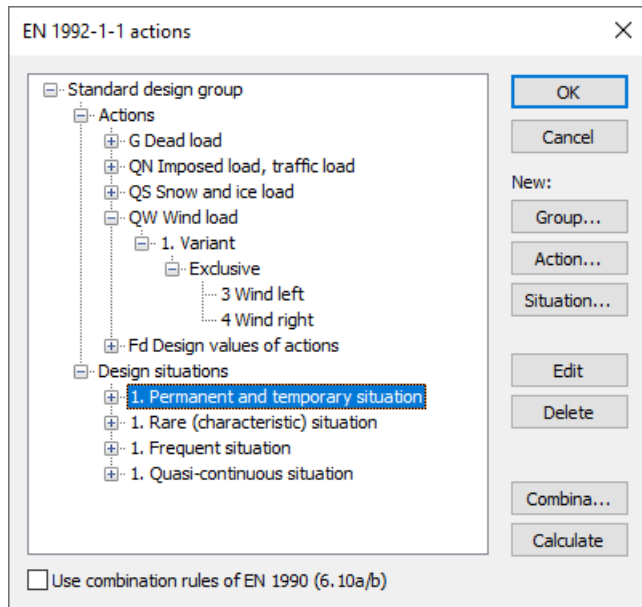 EN 1992-1-1 actions
Standard design group
Actions
G Dead load
QN Imposed load, traffic load
QS Snow and ice load
QW Wind load
1. Variant
Exclusive
3 Wind left
4 Wind right
Fd Design values of actions
Design situations
1. Permanent and temporary situation
1. Rare (characteristic) situation
1. Frequent situation
1. Quasi-continuous situation
OK
Cancel
New:
Group...
Action...
Situation...
Edit
Delete
Combina...
Calculate
Use combination rules of EN 1990 (6.10a/b)